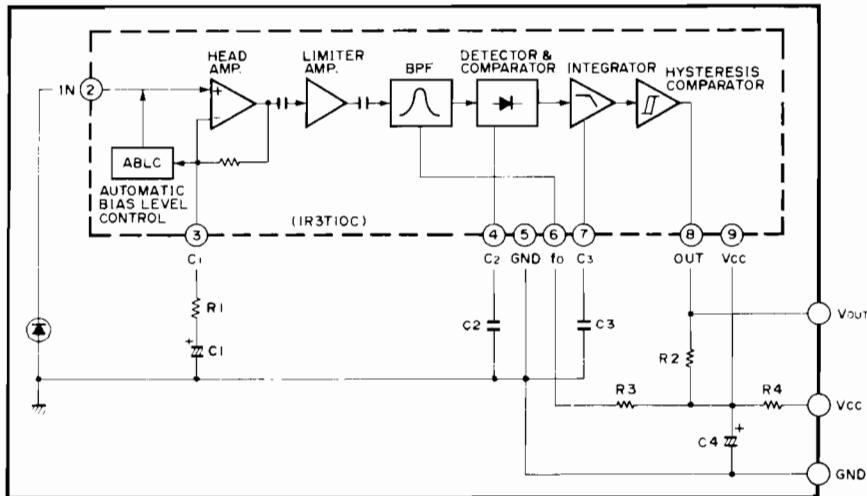 HEAD
AMP.
LIMITER
AMP.
BPF
DETECTOR &
COMPARATOR
INTEGRATOR
HYSTERESIS
COMPARATOR
IN 2
+
−
ABLC
AUTOMATIC
BIAS LEVEL
CONTROL
(IR3T10C)
3 4 5 6 7 8 9
C1 C2 GND fo C3 OUT VCC
R1
+ C1
C2
C3
VOUT
R2
R3
R4
VCC
C4 +
GND